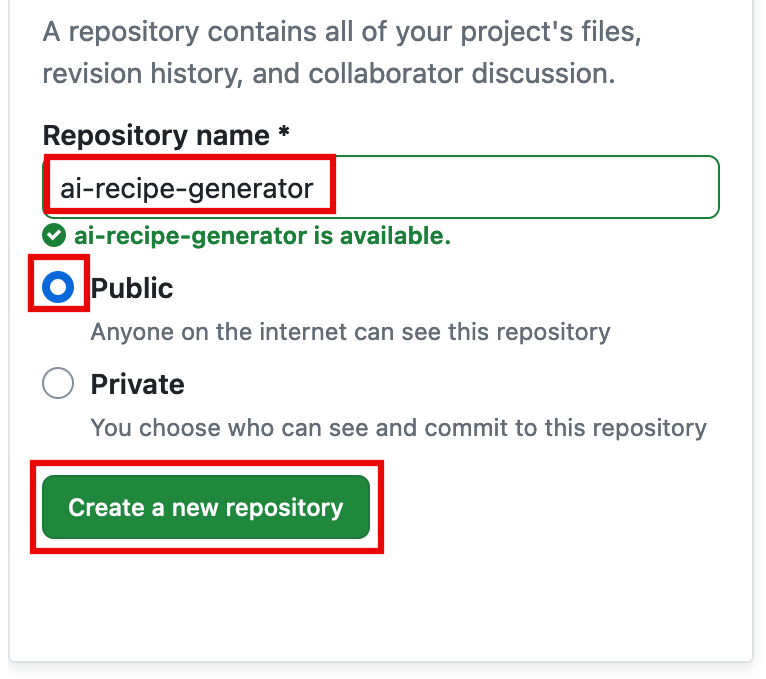 A repository contains all of your project's files,
revision history, and collaborator discussion.
Repository name *
ai-recipe-generator
ai-recipe-generator is available.
Public
Anyone on the internet can see this repository
Private
You choose who can see and commit to this repository
Create a new repository